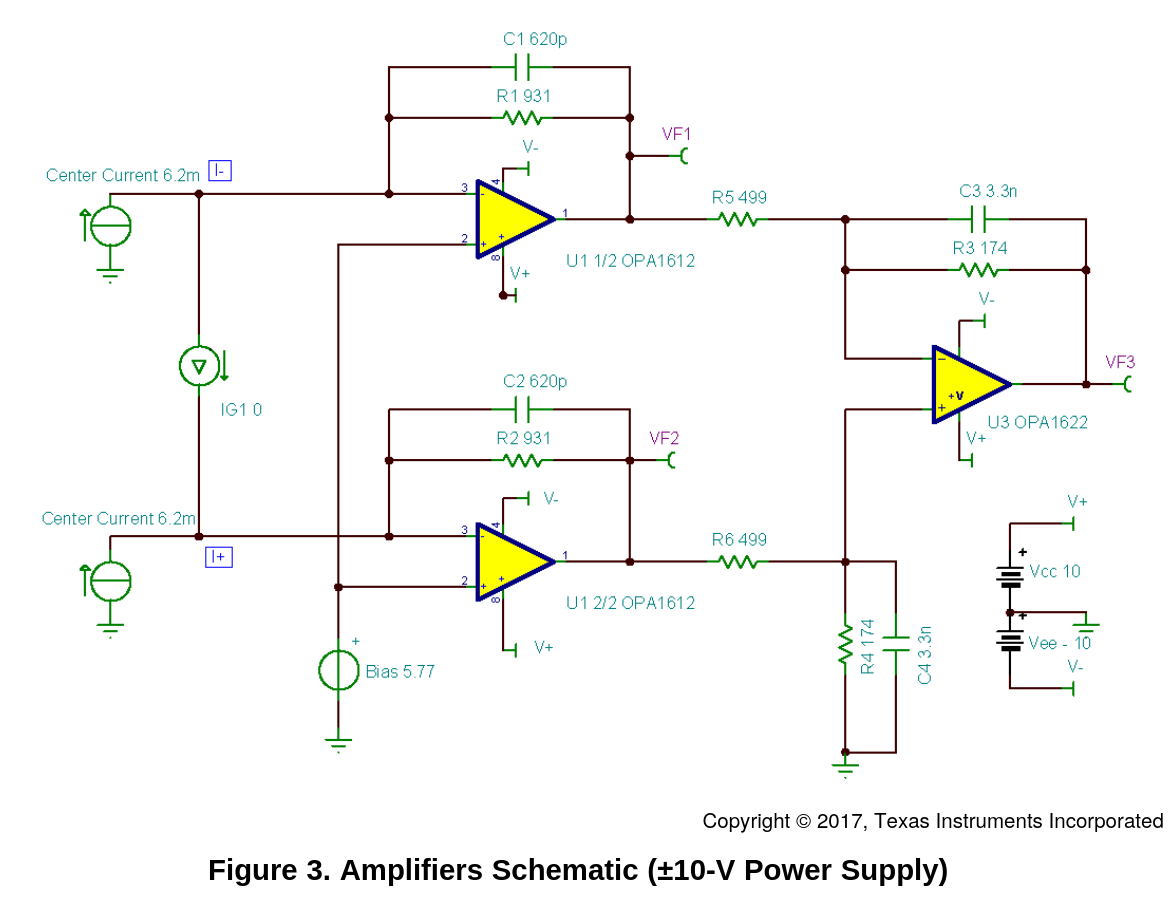 C1 620p
R1 931
VF1
V-
Center Current 6.2m
I-
3
-
4
1
2
+
+
8
U1 1/2 OPA1612
V+
R5 499
C3 3.3n
R3 174
V-
VF3
−
+
+V
U3 OPA1622
V+
IG1 0
C2 620p
R2 931
VF2
V-
Center Current 6.2m
I+
3
-
4
1
2
+
+
8
U1 2/2 OPA1612
V+
R6 499
R4 174
C4 3.3n
+
Bias 5.77
V+
+
Vcc 10
+
Vee - 10
V-
Copyright © 2017, Texas Instruments Incorporated
Figure 3. Amplifiers Schematic (±10-V Power Supply)